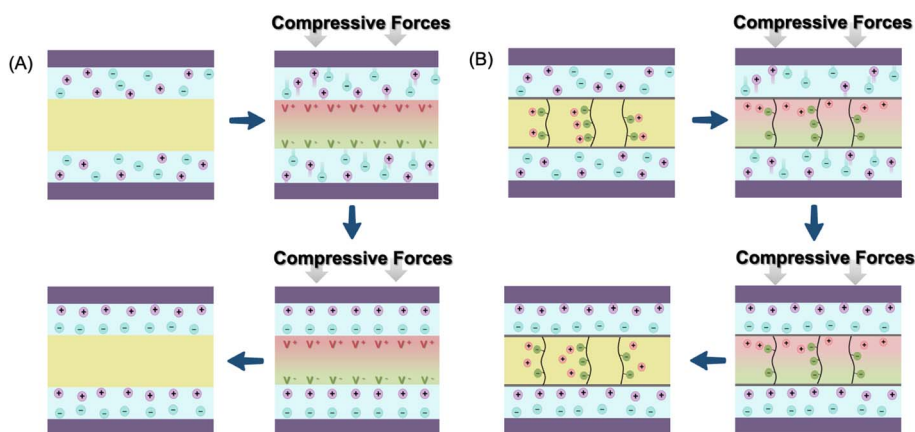 Compressive Forces
Compressive Forces
(A)
(B)
V⁺ V⁺ V⁺ V⁺ V⁺ V⁺ V⁺
V⁻ V⁻ V⁻ V⁻ V⁻ V⁻ V⁻
Compressive Forces
Compressive Forces
V⁺ V⁺ V⁺ V⁺ V⁺ V⁺ V⁺
V⁻ V⁻ V⁻ V⁻ V⁻ V⁻ V⁻